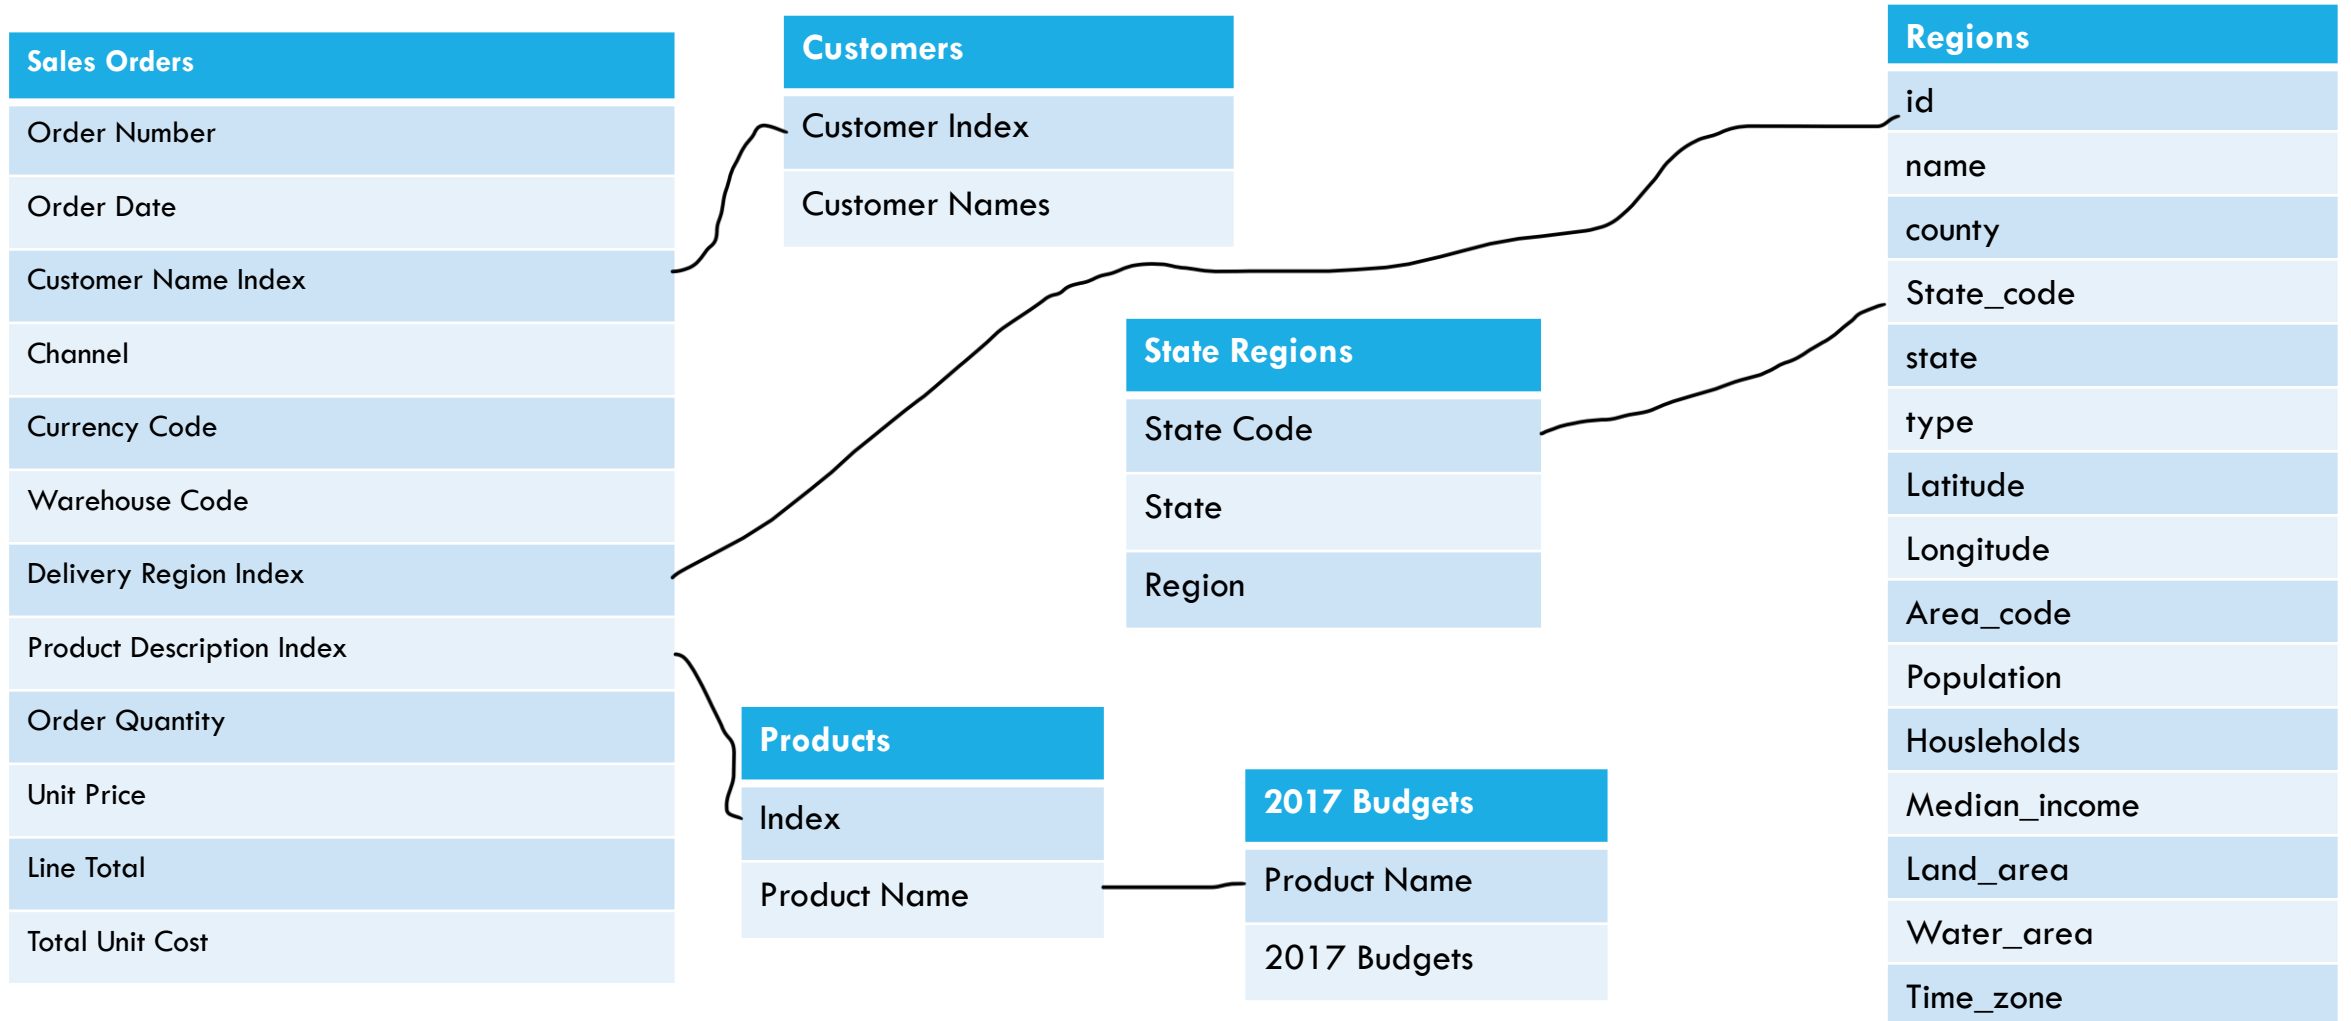 Sales Orders
Order Number
Order Date
Customer Name Index
Channel
Currency Code
Warehouse Code
Delivery Region Index
Product Description Index
Order Quantity
Unit Price
Line Total
Total Unit Cost
Customers
Customer Index
Customer Names
State Regions
State Code
State
Region
Products
Index
Product Name
2017 Budgets
Product Name
2017 Budgets
Regions
id
name
county
State_code
state
type
Latitude
Longitude
Area_code
Population
Housleholds
Median_income
Land_area
Water_area
Time_zone